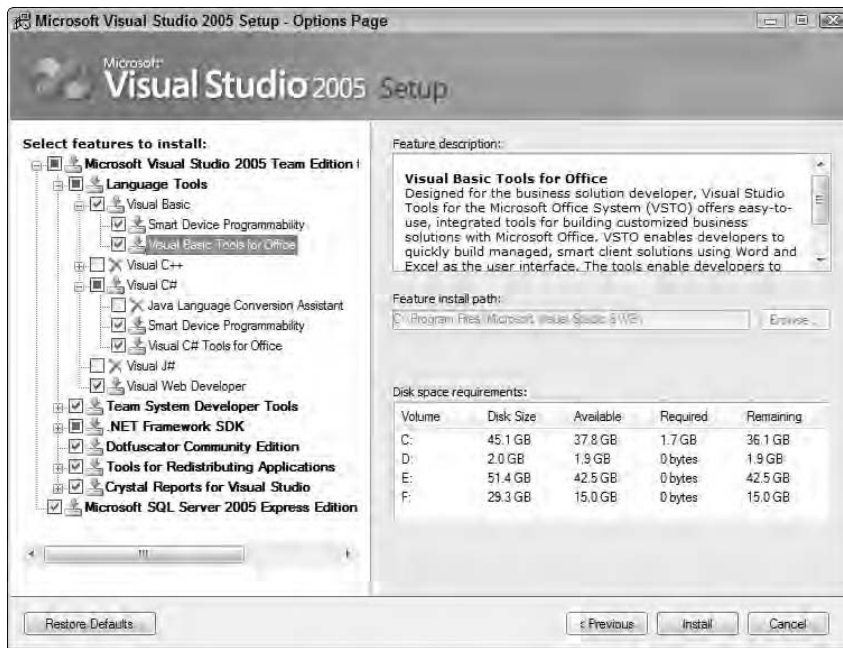 Microsoft Visual Studio 2005 Setup - Options Page
Microsoft
Visual Studio 2005 Setup
Select features to install:
Microsoft Visual Studio 2005 Team Edition f
Language Tools
Visual Basic
Smart Device Programmability
Visual Basic Tools for Office
Visual C++
Visual C#
Java Language Conversion Assistant
Smart Device Programmability
Visual C# Tools for Office
Visual J#
Visual Web Developer
Team System Developer Tools
.NET Framework SDK
Dotfuscator Community Edition
Tools for Redistributing Applications
Crystal Reports for Visual Studio
Microsoft SQL Server 2005 Express Edition
Feature description:
Visual Basic Tools for Office
Designed for the business solution developer, Visual Studio
Tools for the Microsoft Office System (VSTO) offers easy-to-
use, integrated tools for building customized business
solutions with Microsoft Office. VSTO enables developers to
quickly build managed, smart client solutions using Word and
Excel as the user interface. The tools enable developers to
Feature install path:
C:\Program Files\Microsoft Visual Studio 8\VB\
Browse...
Disk space requirements:
Volume Disk Size Available Required Remaining
C: 45.1 GB 37.8 GB 1.7 GB 36.1 GB
D: 2.0 GB 1.9 GB 0 bytes 1.9 GB
E: 51.4 GB 42.5 GB 0 bytes 42.5 GB
F: 29.3 GB 15.0 GB 0 bytes 15.0 GB
Restore Defaults
< Previous
Install
Cancel